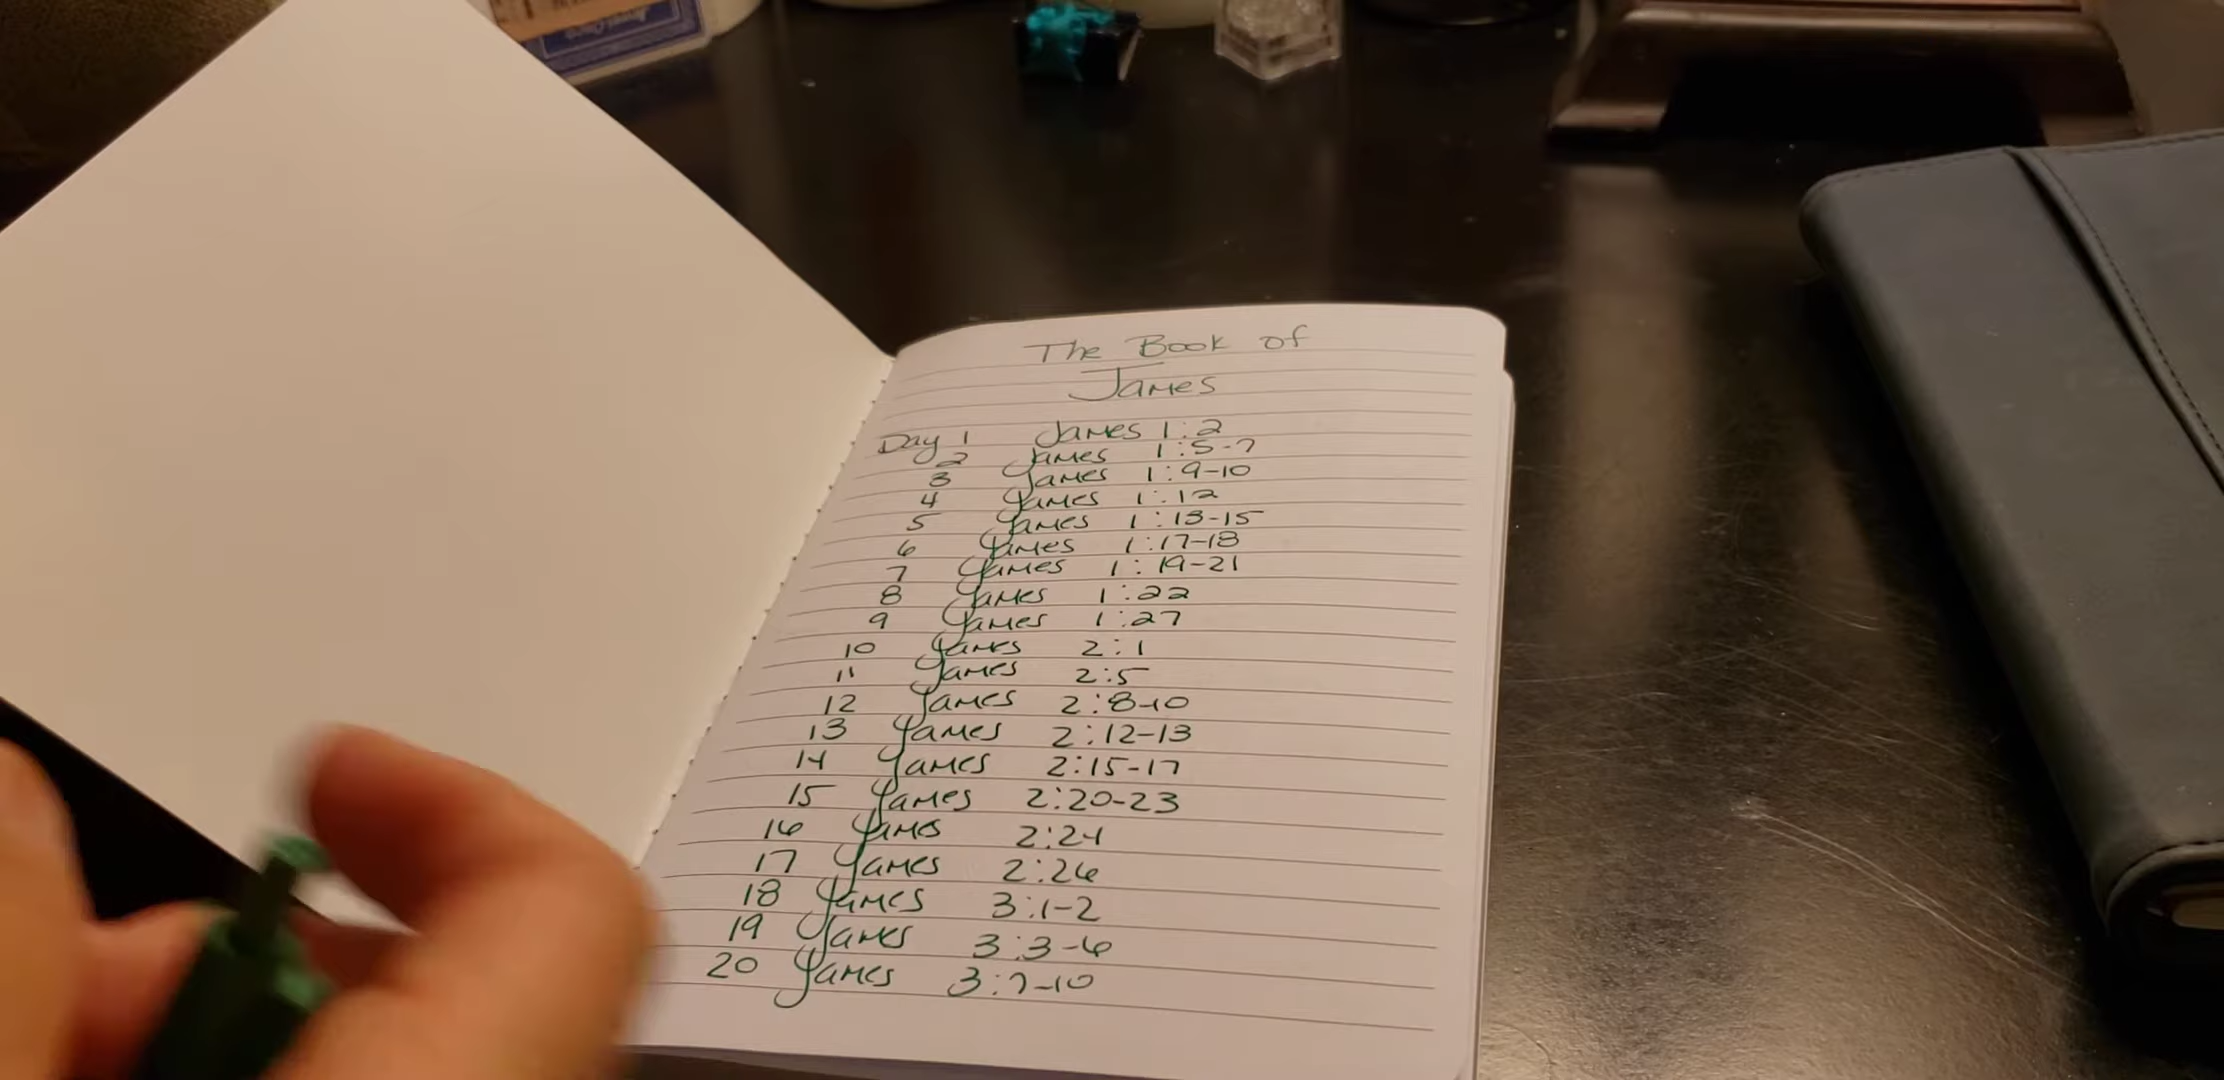 The Book of
James
Day 1 James 1:2
2 James 1:5-7
3 James 1:9-10
4 James 1:12
5 James 1:13-15
6 James 1:17-18
7 James 1:19-21
8 James 1:22
9 James 1:27
10 James 2:1
11 James 2:5
12 James 2:8-10
13 James 2:12-13
14 James 2:15-17
15 James 2:20-23
16 James 2:24
17 James 2:26
18 James 3:1-2
19 James 3:3-6
20 James 3:7-10